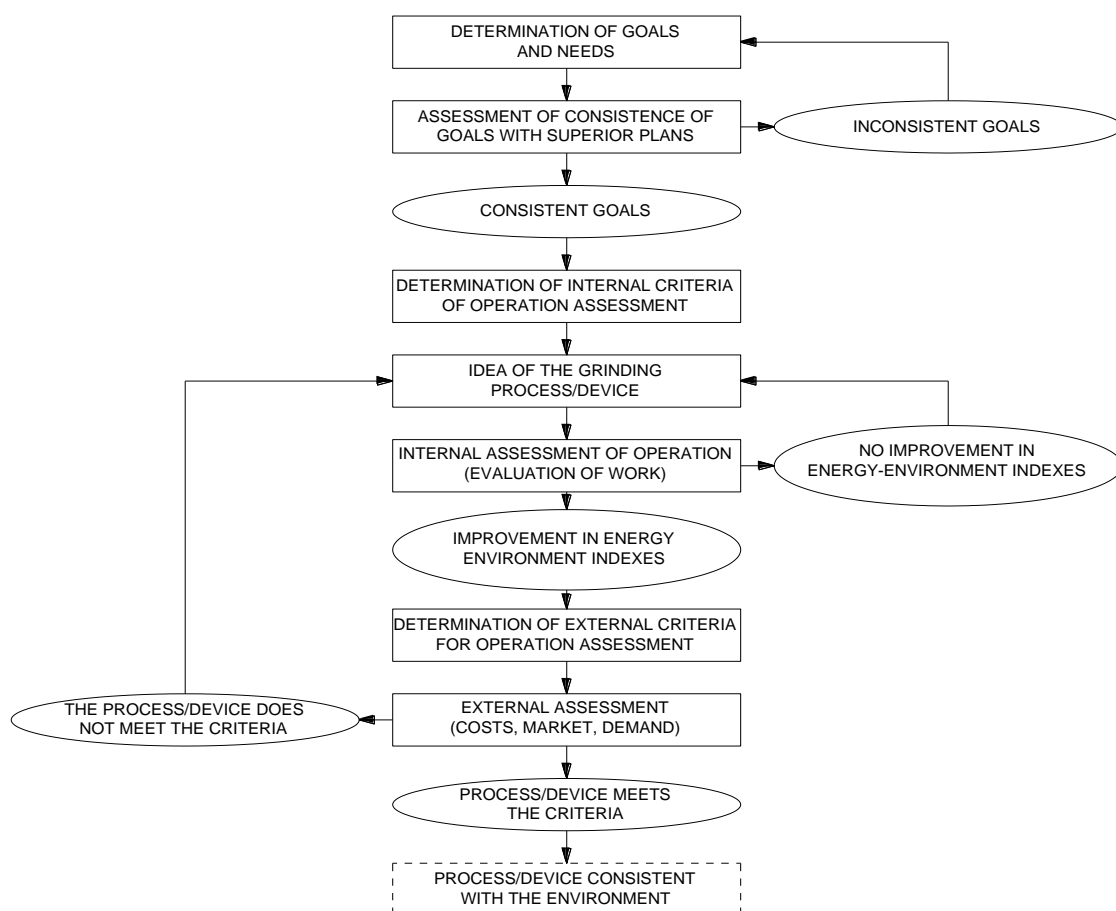 DETERMINATION OF GOALS
AND NEEDS
ASSESSMENT OF CONSISTENCE OF
GOALS WITH SUPERIOR PLANS
INCONSISTENT GOALS
CONSISTENT GOALS
DETERMINATION OF INTERNAL CRITERIA
OF OPERATION ASSESSMENT
IDEA OF THE GRINDING
PROCESS/DEVICE
INTERNAL ASSESSMENT OF OPERATION
(EVALUATION OF WORK)
NO IMPROVEMENT IN
ENERGY-ENVIRONMENT INDEXES
IMPROVEMENT IN ENERGY
ENVIRONMENT INDEXES
DETERMINATION OF EXTERNAL CRITERIA
FOR OPERATION ASSESSMENT
THE PROCESS/DEVICE DOES
NOT MEET THE CRITERIA
EXTERNAL ASSESSMENT
(COSTS, MARKET, DEMAND)
PROCESS/DEVICE MEETS
THE CRITERIA
PROCESS/DEVICE CONSISTENT
WITH THE ENVIRONMENT